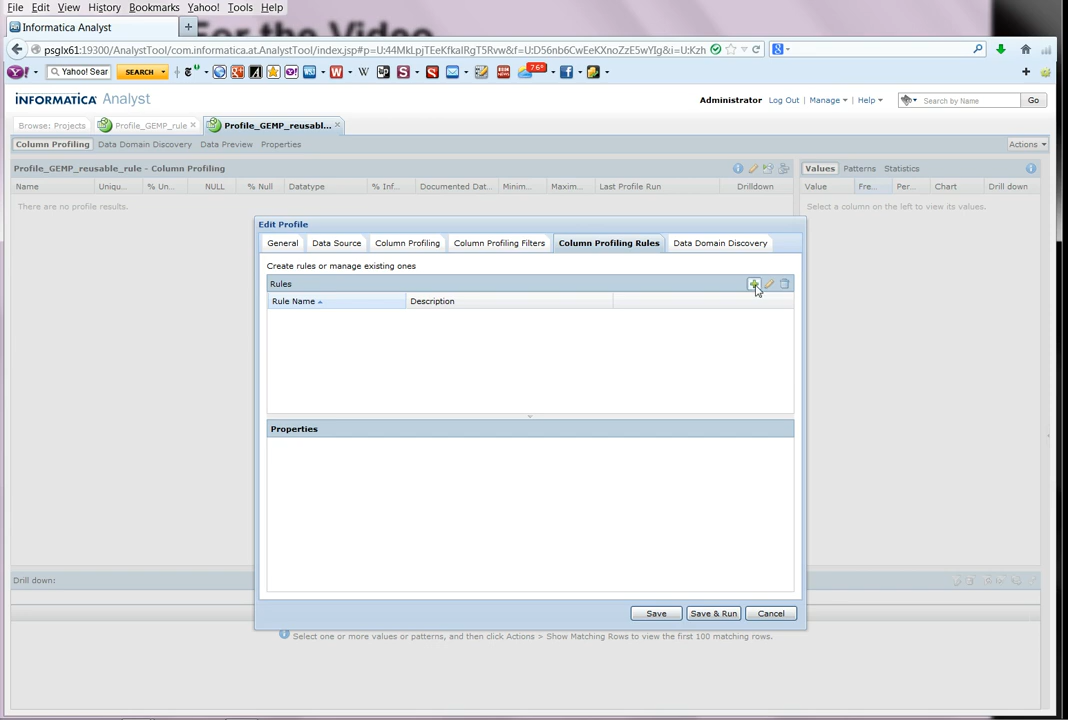 For the Video
File Edit View History Bookmarks Yahoo! Tools Help
Informatica Analyst
psglx61:19300/AnalystTool/com.informatica.at.AnalystTool/index.jsp#p=U:44MkLpjTEeKfkaIRgT5Rvw&f=U:D56nb6CwEeKXnoZzE5wYIg&i=U:Kzh
Yahoo! Sear SEARCH 76°
INFORMATICA Analyst Administrator Log Out | Manage | Help Search by Name Go
Browse: Projects Profile_GEMP_rule Profile_GEMP_reusabl...
Column Profiling Data Domain Discovery Data Preview Properties Actions
Profile_GEMP_reusable_rule - Column Profiling Values Patterns Statistics
Name Uniqu... % Un... NULL % Null Datatype % Inf... Documented Dat... Minim... Maxim... Last Profile Run Drilldown Value Fre... Per... Chart Drill down
There are no profile results. Select a column on the left to view its values.
Edit Profile
General Data Source Column Profiling Column Profiling Filters Column Profiling Rules Data Domain Discovery
Create rules or manage existing ones
Rules
Rule Name Description
Properties
Drill down:
Save Save & Run Cancel
Select one or more values or patterns, and then click Actions > Show Matching Rows to view the first 100 matching rows.